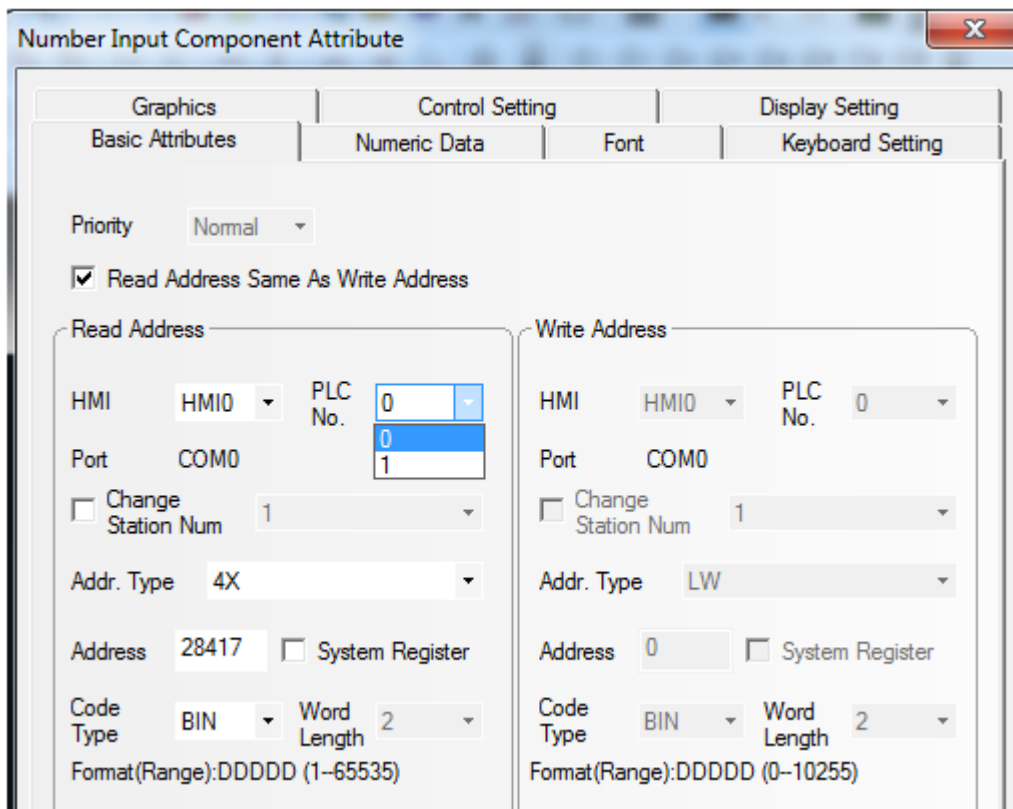 Number Input Component Attribute
Graphics Control Setting Display Setting
Basic Attributes Numeric Data Font Keyboard Setting
Priority Normal
Read Address Same As Write Address
Read Address
HMI HMI0 PLC No. 0
0
1
Port COM0
Change Station Num 1
Addr. Type 4X
Address 28417 System Register
Code Type BIN Word Length 2
Format(Range):DDDDD (1--65535)
Write Address
HMI HMI0 PLC No. 0
Port COM0
Change Station Num 1
Addr. Type LW
Address 0 System Register
Code Type BIN Word Length 2
Format(Range):DDDDD (0--10255)